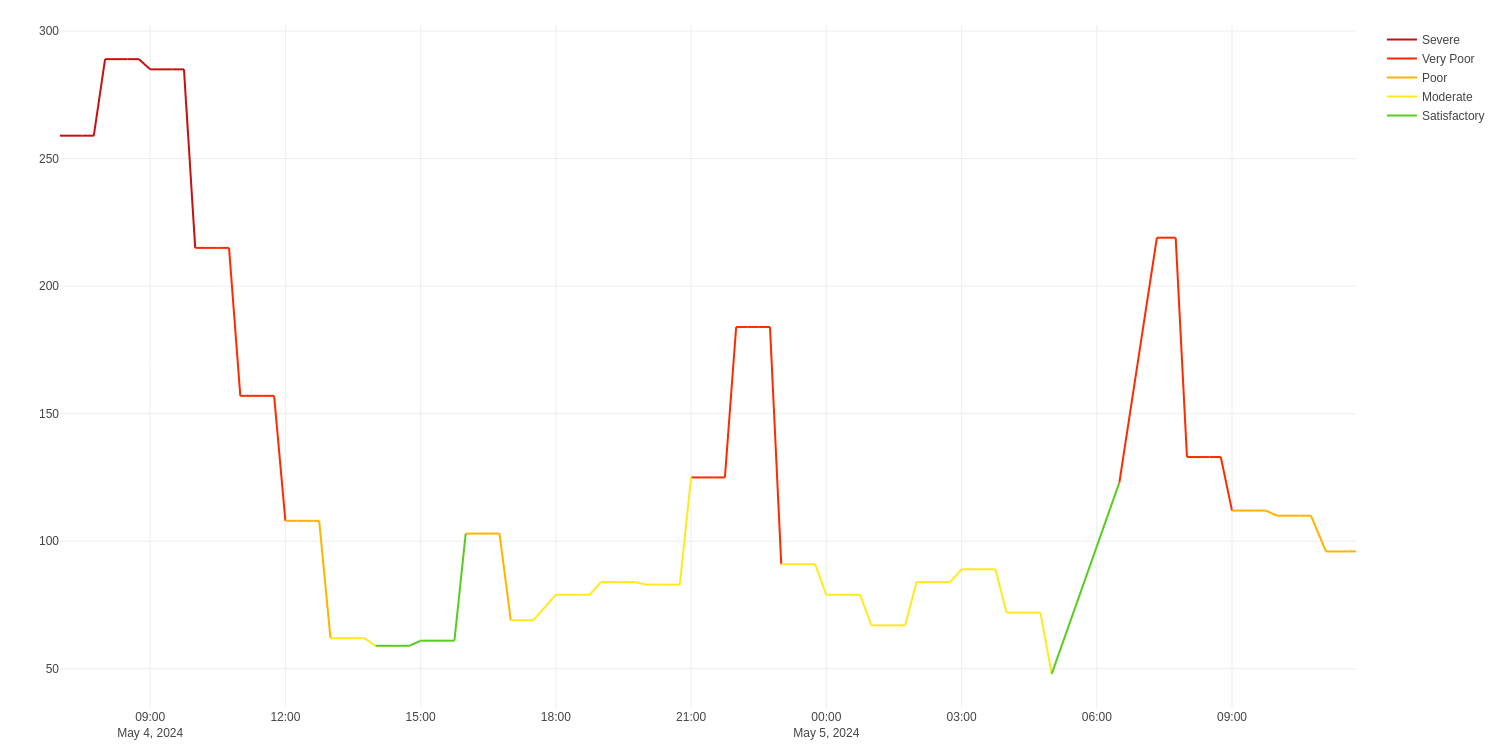 300
250
200
150
100
50
09:00
May 4, 2024
12:00
15:00
18:00
21:00
00:00
May 5, 2024
03:00
06:00
09:00
Severe
Very Poor
Poor
Moderate
Satisfactory